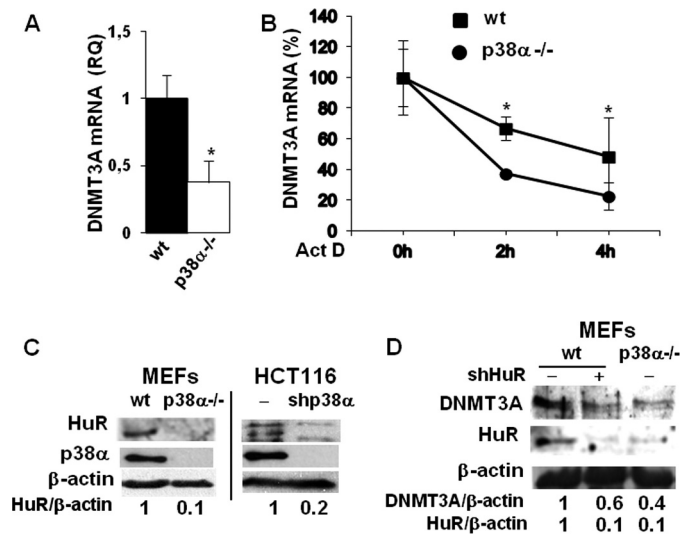 A
DNMT3A mRNA (RQ)
1,5
1
0,5
0
*
wt
p38α-/-
B
DNMT3A mRNA (%)
140
120
100
80
60
40
20
0
wt
p38α-/-
* *
Act D 0h 2h 4h
C
MEFs HCT116
wt p38α-/- – shp38α
HuR
p38α
β-actin
HuR/β-actin 1 0.1 1 0.2
D
MEFs
wt p38α-/-
shHuR – + –
DNMT3A
HuR
β-actin
DNMT3A/β-actin 1 0.6 0.4
HuR/β-actin 1 0.1 0.1